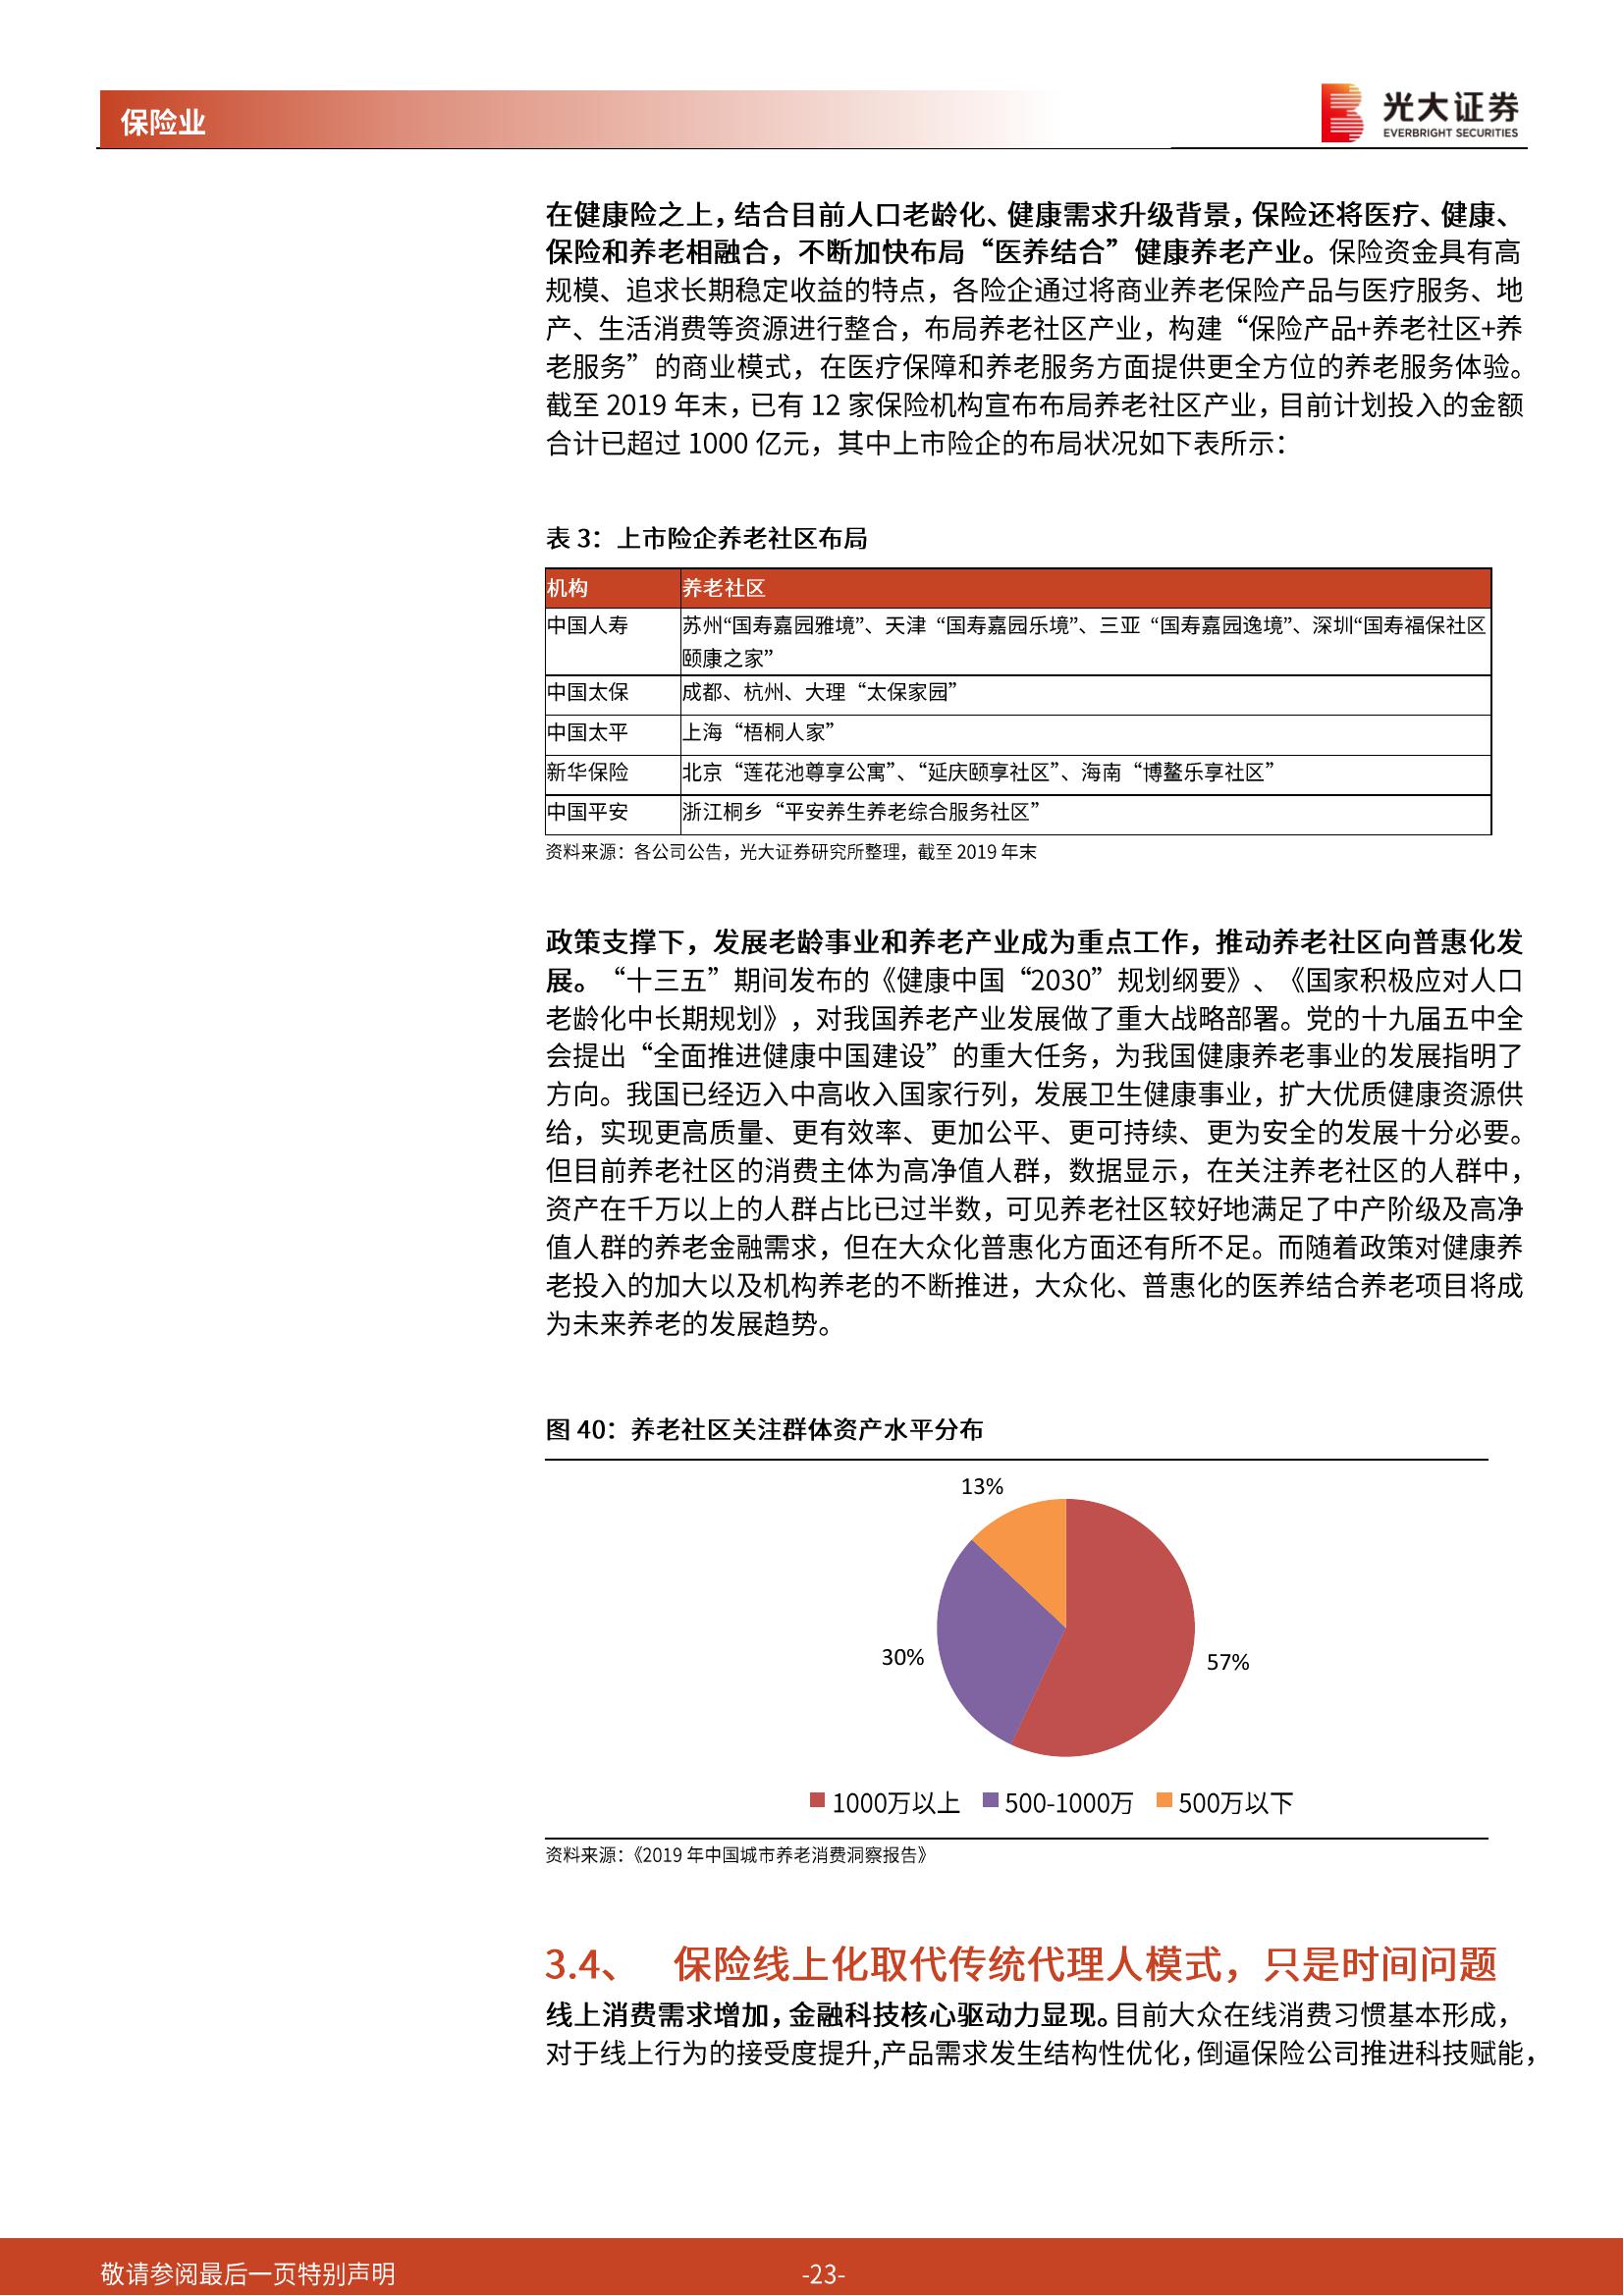 保险业
光大证券
EVERBRIGHT SECURITIES
在健康险之上，结合目前人口老龄化、健康需求升级背景，保险还将医疗、健康、
保险和养老相融合，不断加快布局“医养结合”健康养老产业。保险资金具有高
规模、追求长期稳定收益的特点，各险企通过将商业养老保险产品与医疗服务、地
产、生活消费等资源进行整合，布局养老社区产业，构建“保险产品+养老社区+养
老服务”的商业模式，在医疗保障和养老服务方面提供更全方位的养老服务体验。
截至 2019 年末，已有 12 家保险机构宣布布局养老社区产业，目前计划投入的金额
合计已超过 1000 亿元，其中上市险企的布局状况如下表所示：
表 3：上市险企养老社区布局
机构 养老社区
中国人寿 苏州“国寿嘉园雅境”、天津“国寿嘉园乐境”、三亚“国寿嘉园逸境”、深圳“国寿福保社区
颐康之家”
中国太保 成都、杭州、大理“太保家园”
中国太平 上海“梧桐人家”
新华保险 北京“莲花池尊享公寓”、“延庆颐享社区”、海南“博鳌乐享社区”
中国平安 浙江桐乡“平安养生养老综合服务社区”
资料来源：各公司公告，光大证券研究所整理，截至 2019 年末
政策支撑下，发展老龄事业和养老产业成为重点工作，推动养老社区向普惠化发
展。“十三五”期间发布的《健康中国“2030”规划纲要》、《国家积极应对人口
老龄化中长期规划》，对我国养老产业发展做了重大战略部署。党的十九届五中全
会提出“全面推进健康中国建设”的重大任务，为我国健康养老事业的发展指明了
方向。我国已经迈入中高收入国家行列，发展卫生健康事业，扩大优质健康资源供
给，实现更高质量、更有效率、更加公平、更可持续、更为安全的发展十分必要。
但目前养老社区的消费主体为高净值人群，数据显示，在关注养老社区的人群中，
资产在千万以上的人群占比已过半数，可见养老社区较好地满足了中产阶级及高净
值人群的养老金融需求，但在大众化普惠化方面还有所不足。而随着政策对健康养
老投入的加大以及机构养老的不断推进，大众化、普惠化的医养结合养老项目将成
为未来养老的发展趋势。
图 40：养老社区关注群体资产水平分布
13%
30%
57%
1000万以上 500-1000万 500万以下
资料来源：《2019 年中国城市养老消费洞察报告》
3.4、 保险线上化取代传统代理人模式，只是时间问题
线上消费需求增加，金融科技核心驱动力显现。目前大众在线消费习惯基本形成，
对于线上行为的接受度提升,产品需求发生结构性优化，倒逼保险公司推进科技赋能，
敬请参阅最后一页特别声明 -23-